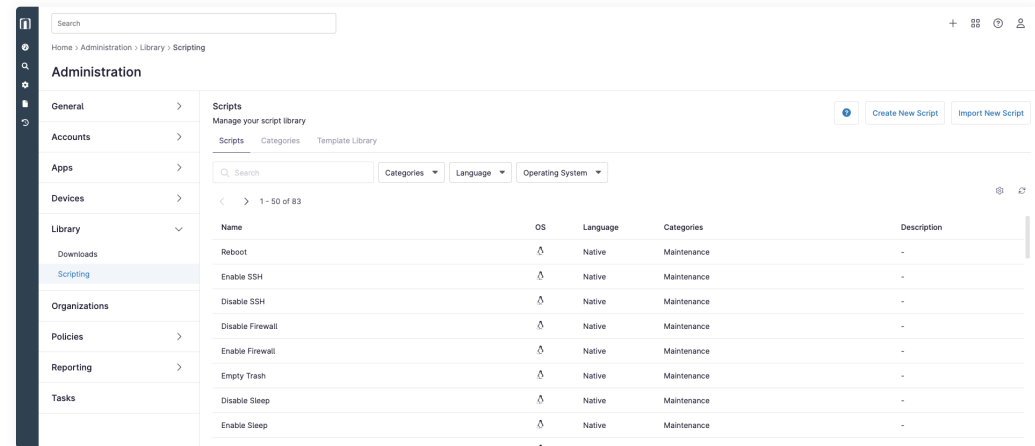 Search
Home > Administration > Library > Scripting
Administration
General
Accounts
Apps
Devices
Library
Downloads
Scripting
Organizations
Policies
Reporting
Tasks
Scripts
Manage your script library
Create New Script
Import New Script
Scripts Categories Template Library
Search Categories Language Operating System
1 - 50 of 83
Name OS Language Categories Description
Reboot Native Maintenance -
Enable SSH Native Maintenance -
Disable SSH Native Maintenance -
Disable Firewall Native Maintenance -
Enable Firewall Native Maintenance -
Empty Trash Native Maintenance -
Disable Sleep Native Maintenance -
Enable Sleep Native Maintenance -